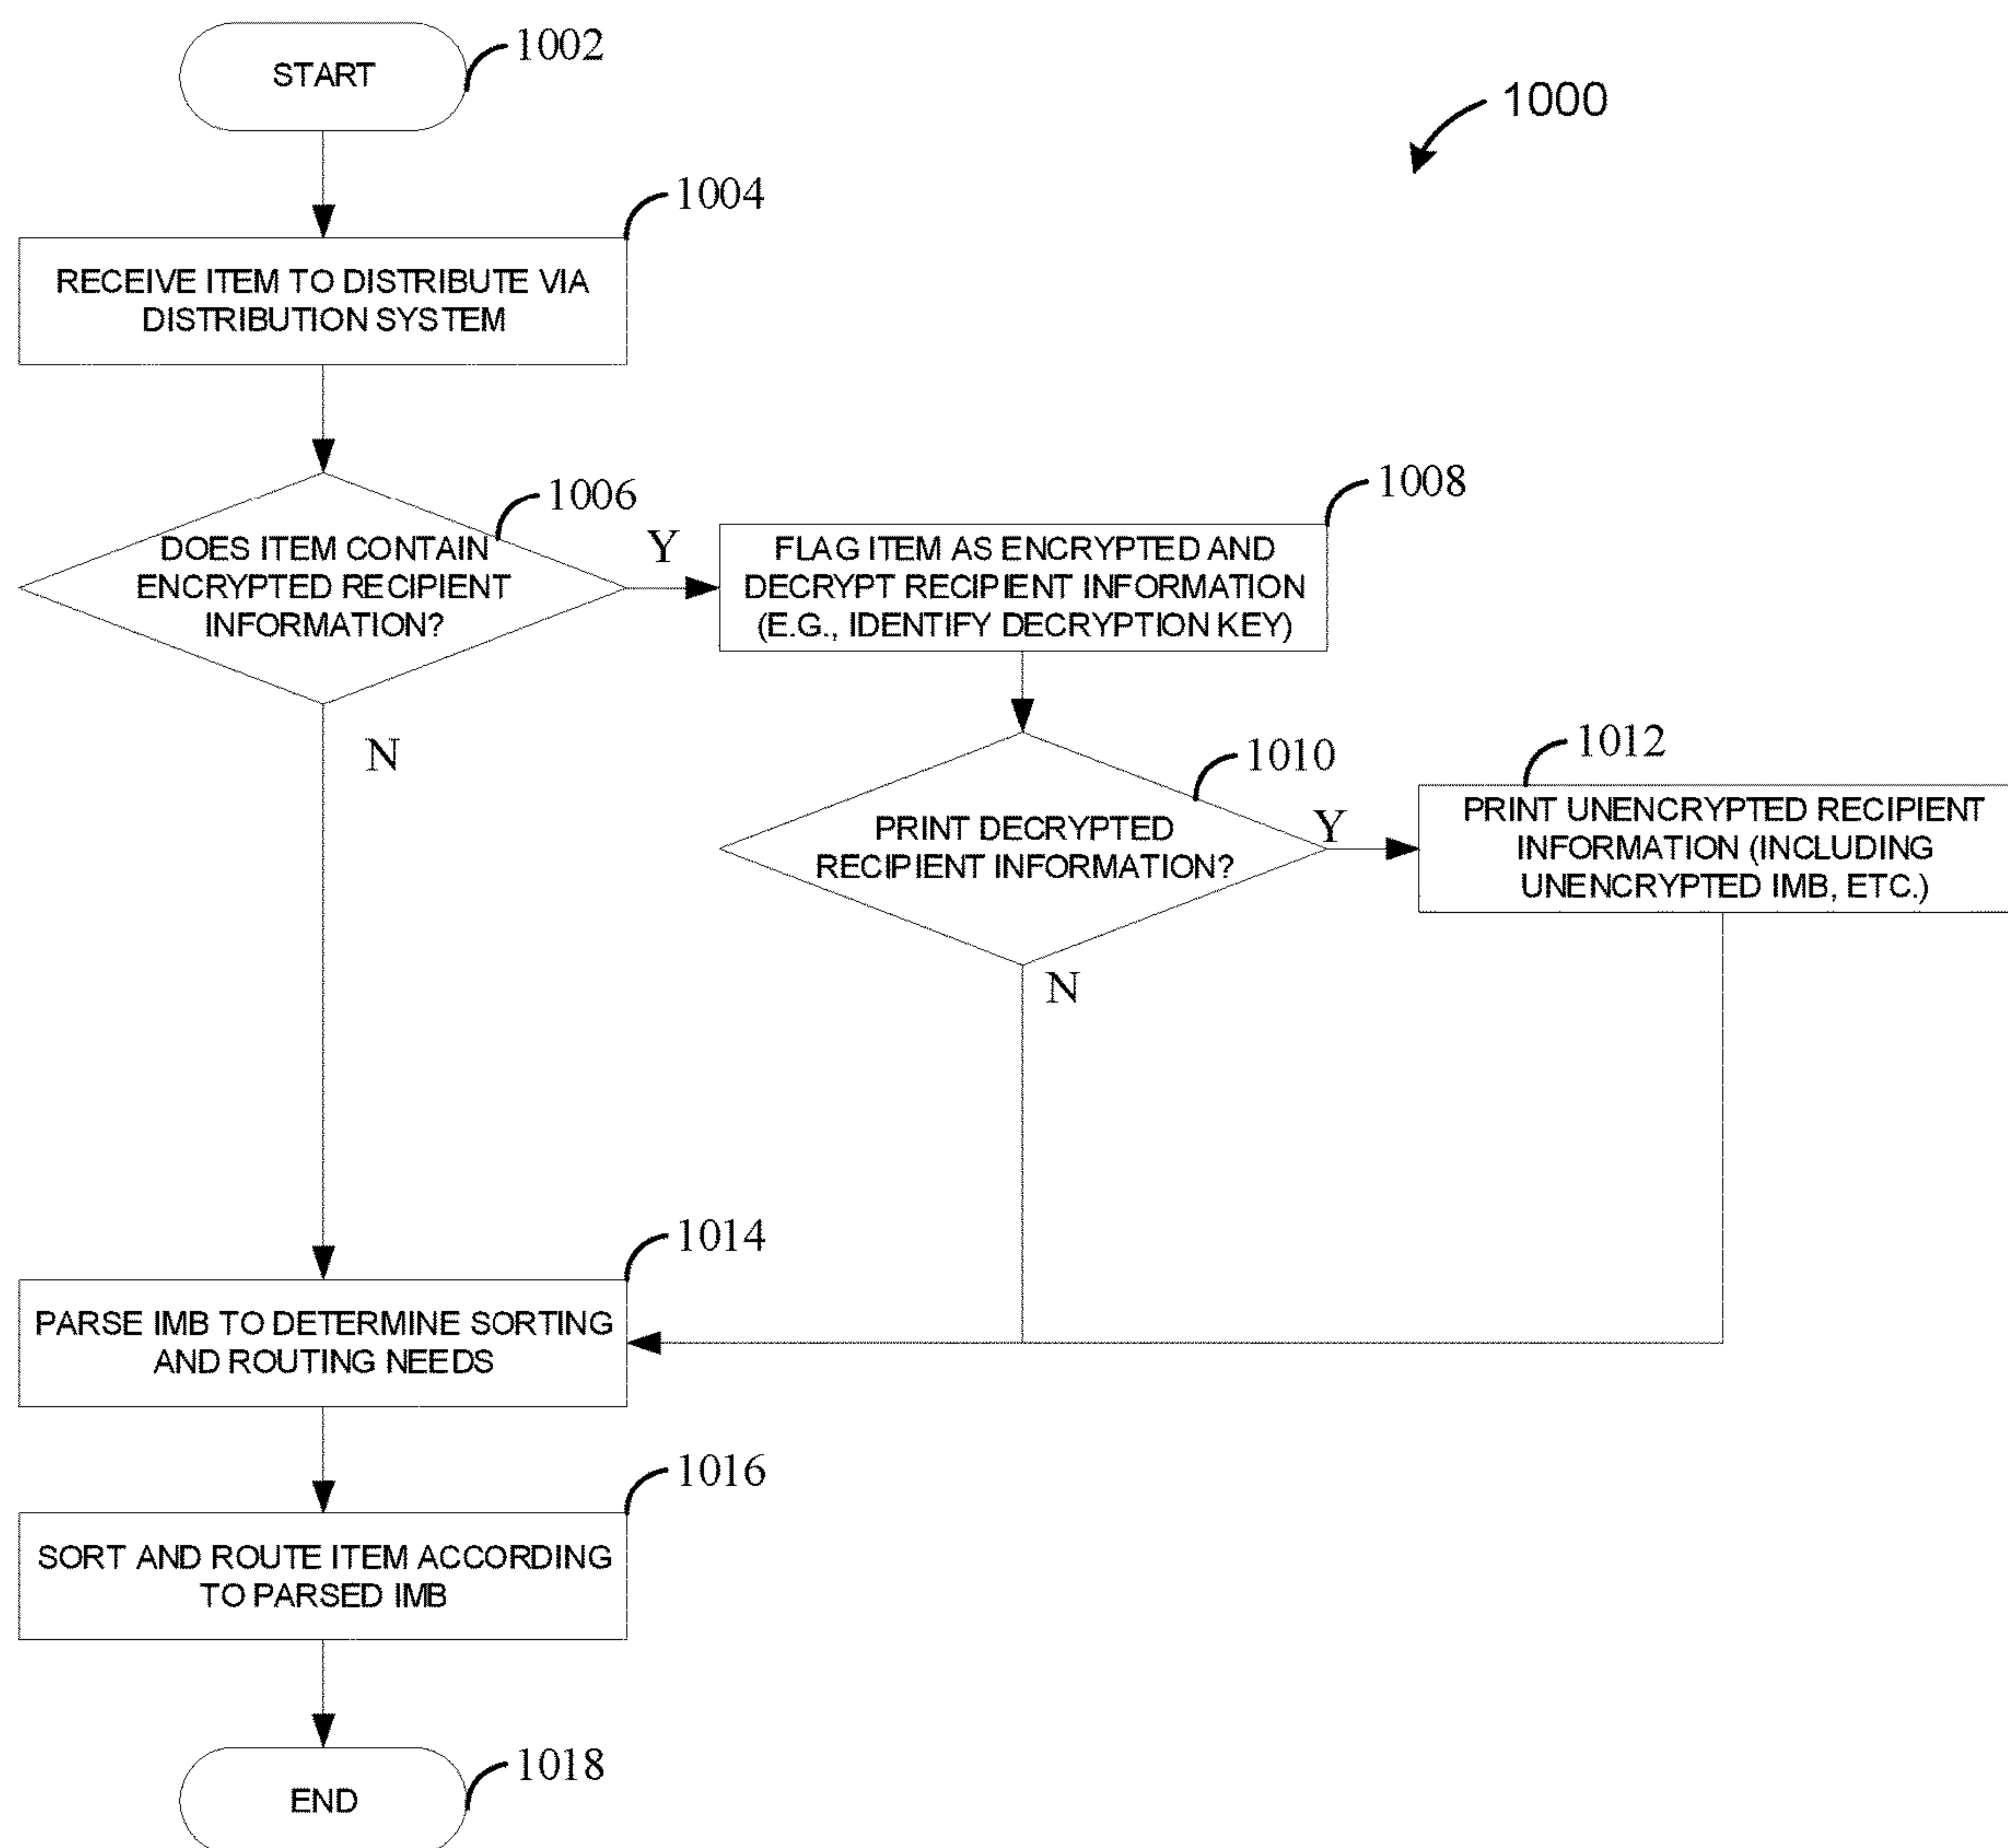 START
1002
1000
1004
RECEIVE ITEM TO DISTRIBUTE VIA
DISTRIBUTION SYSTEM
1006
DOES ITEM CONTAIN
ENCRYPTED RECIPIENT
INFORMATION?
Y
1008
FLAG ITEM AS ENCRYPTED AND
DECRYPT RECIPIENT INFORMATION
(E.G., IDENTIFY DECRYPTION KEY)
N
1010
PRINT DECRYPTED
RECIPIENT INFORMATION?
Y
1012
PRINT UNENCRYPTED RECIPIENT
INFORMATION (INCLUDING
UNENCRYPTED IMB, ETC.)
N
1014
PARSE IMB TO DETERMINE SORTING
AND ROUTING NEEDS
1016
SORT AND ROUTE ITEM ACCORDING
TO PARSED IMB
1018
END